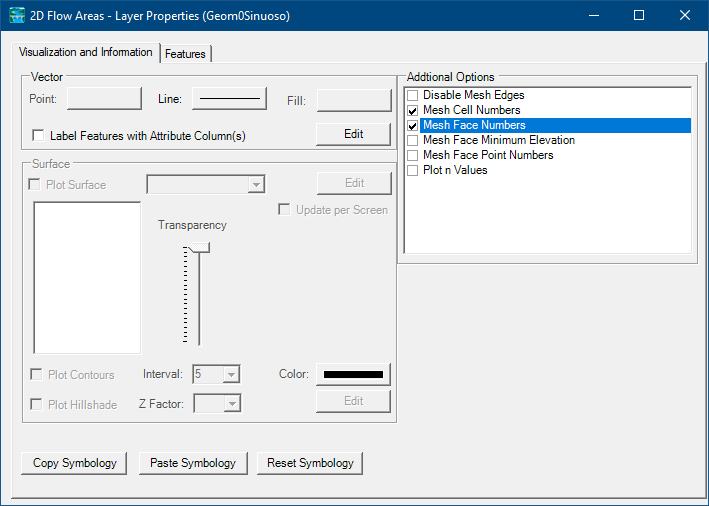 2D Flow Areas - Layer Properties (Geom0Sinuoso)
Visualization and Information
Features
Vector
Point:
Line:
Fill:
Label Features with Attribute Column(s)
Edit
Surface
Plot Surface
Edit
Update per Screen
Transparency
Plot Contours
Interval:
5
Color:
Plot Hillshade
Z Factor:
Edit
Addtional Options
Disable Mesh Edges
Mesh Cell Numbers
Mesh Face Numbers
Mesh Face Minimum Elevation
Mesh Face Point Numbers
Plot n Values
Copy Symbology
Paste Symbology
Reset Symbology